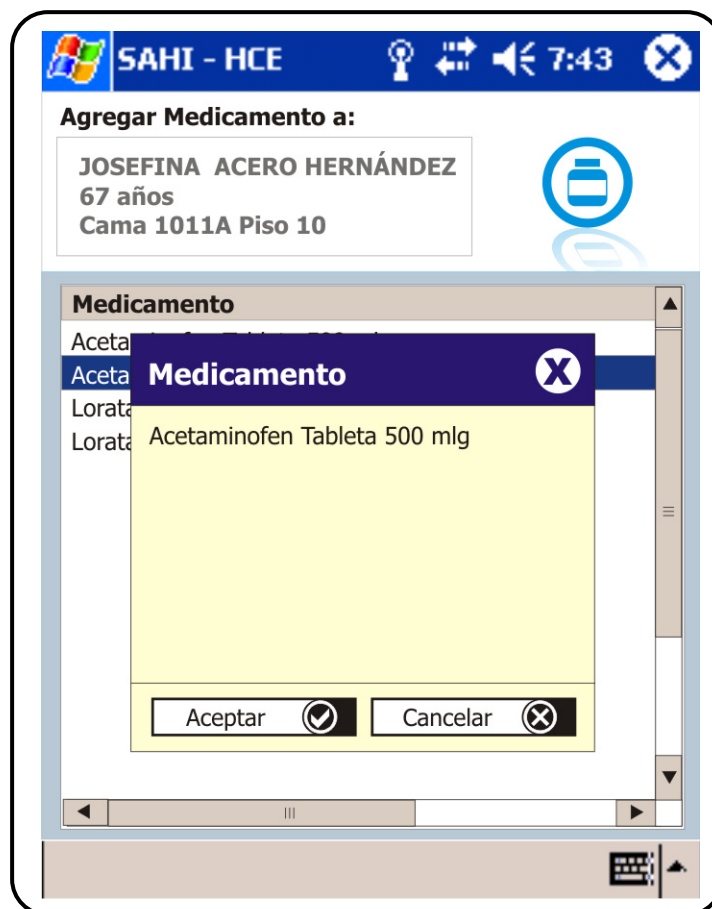 SAHI - HCE 7:43
Agregar Medicamento a:
JOSEFINA ACERO HERNÁNDEZ
67 años
Cama 1011A Piso 10
Medicamento
Aceta
Aceta
Lorata
Lorata
Medicamento
Acetaminofen Tableta 500 mlg
Aceptar Cancelar